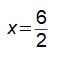 x = 6/2